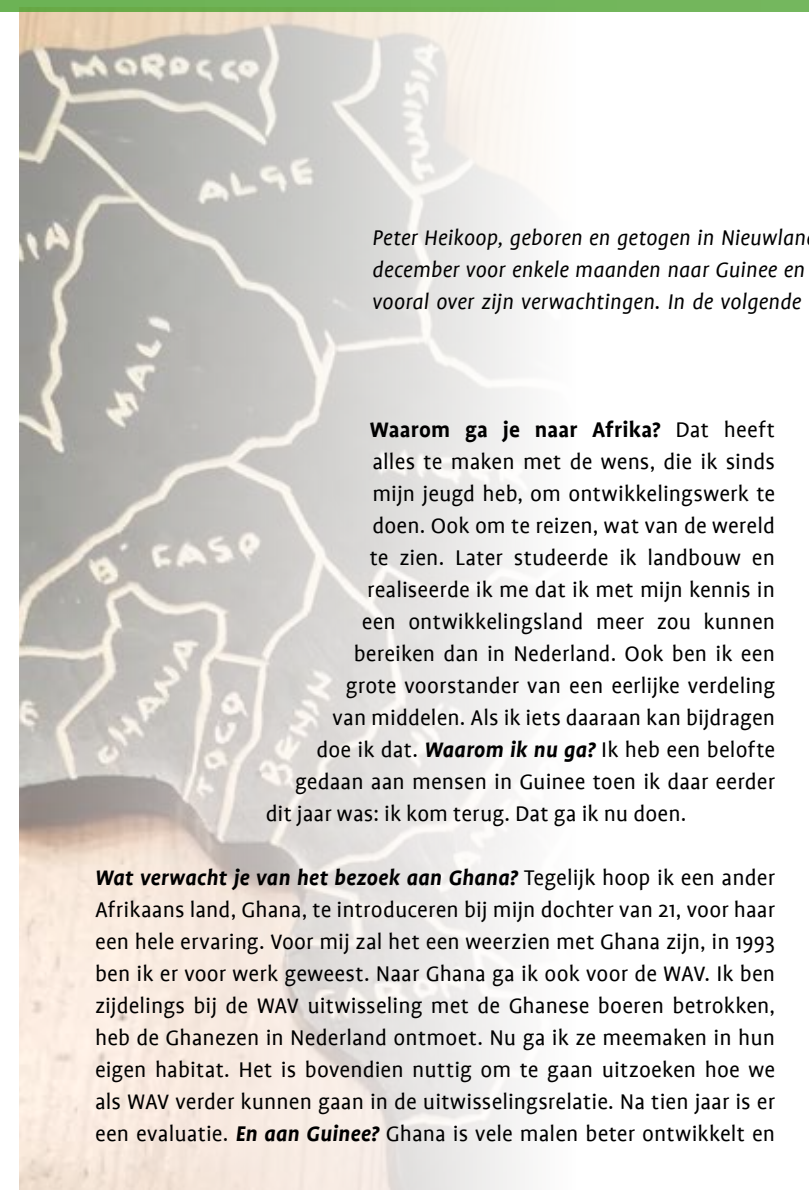 MOROCCO
TUNISIA
ALGE
IA
MALI
B' FASO
GHANA
TOGO
BENIN
Peter Heikoop, geboren en getogen in Nieuwland
december voor enkele maanden naar Guinee en
vooral over zijn verwachtingen. In de volgende
Waarom ga je naar Afrika? Dat heeft
alles te maken met de wens, die ik sinds
mijn jeugd heb, om ontwikkelingswerk te
doen. Ook om te reizen, wat van de wereld
te zien. Later studeerde ik landbouw en
realiseerde ik me dat ik met mijn kennis in
een ontwikkelingsland meer zou kunnen
bereiken dan in Nederland. Ook ben ik een
grote voorstander van een eerlijke verdeling
van middelen. Als ik iets daaraan kan bijdragen
doe ik dat. Waarom ik nu ga? Ik heb een belofte
gedaan aan mensen in Guinee toen ik daar eerder
dit jaar was: ik kom terug. Dat ga ik nu doen.
Wat verwacht je van het bezoek aan Ghana? Tegelijk hoop ik een ander
Afrikaans land, Ghana, te introduceren bij mijn dochter van 21, voor haar
een hele ervaring. Voor mij zal het een weerzien met Ghana zijn, in 1993
ben ik er voor werk geweest. Naar Ghana ga ik ook voor de WAV. Ik ben
zijdelings bij de WAV uitwisseling met de Ghanese boeren betrokken,
heb de Ghanezen in Nederland ontmoet. Nu ga ik ze meemaken in hun
eigen habitat. Het is bovendien nuttig om te gaan uitzoeken hoe we
als WAV verder kunnen gaan in de uitwisselingsrelatie. Na tien jaar is er
een evaluatie. En aan Guinee? Ghana is vele malen beter ontwikkelt en